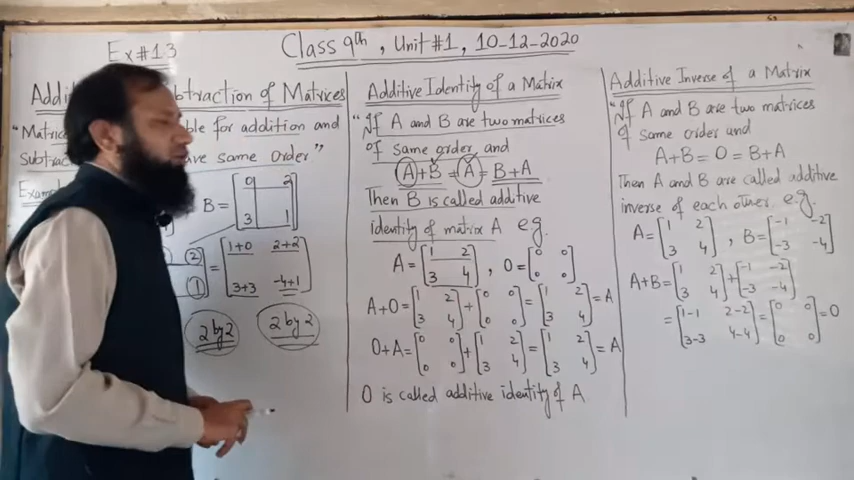 Ex#1.3
Class 9th, Unit#1, 10-12-2020
Addi btraction of Matrices
"Matric ble for addition and
Subtrac ave same Order"
Exam
B = [0 2
3 1]
[2
1] = [1+0 2+2
3+3 -4+1]
2 by 2
2 by 2
Additive Identity of a Matrix
"If A and B are two matrices
of same order and
A+B = A = B+A
Then B is called additive
identity of matrix A e.g.
A = [1 2
3 4] , O = [0 0
0 0]
A+O = [1 2
3 4] + [0 0
0 0] = [1 2
3 4] = A
O+A = [0 0
0 0] + [1 2
3 4] = [1 2
3 4] = A
O is called additive identity of A
Additive Inverse of a Matrix
"If A and B are two matrices
of same order and
A+B = O = B+A
Then A and B are called additive
inverse of each other e.g.
A = [1 2
3 4] , B = [-1 -2
-3 -4]
A+B = [1 2
3 4] + [-1 -2
-3 -4]
= [1-1 2-2
3-3 4-4] = [0 0
0 0] = O